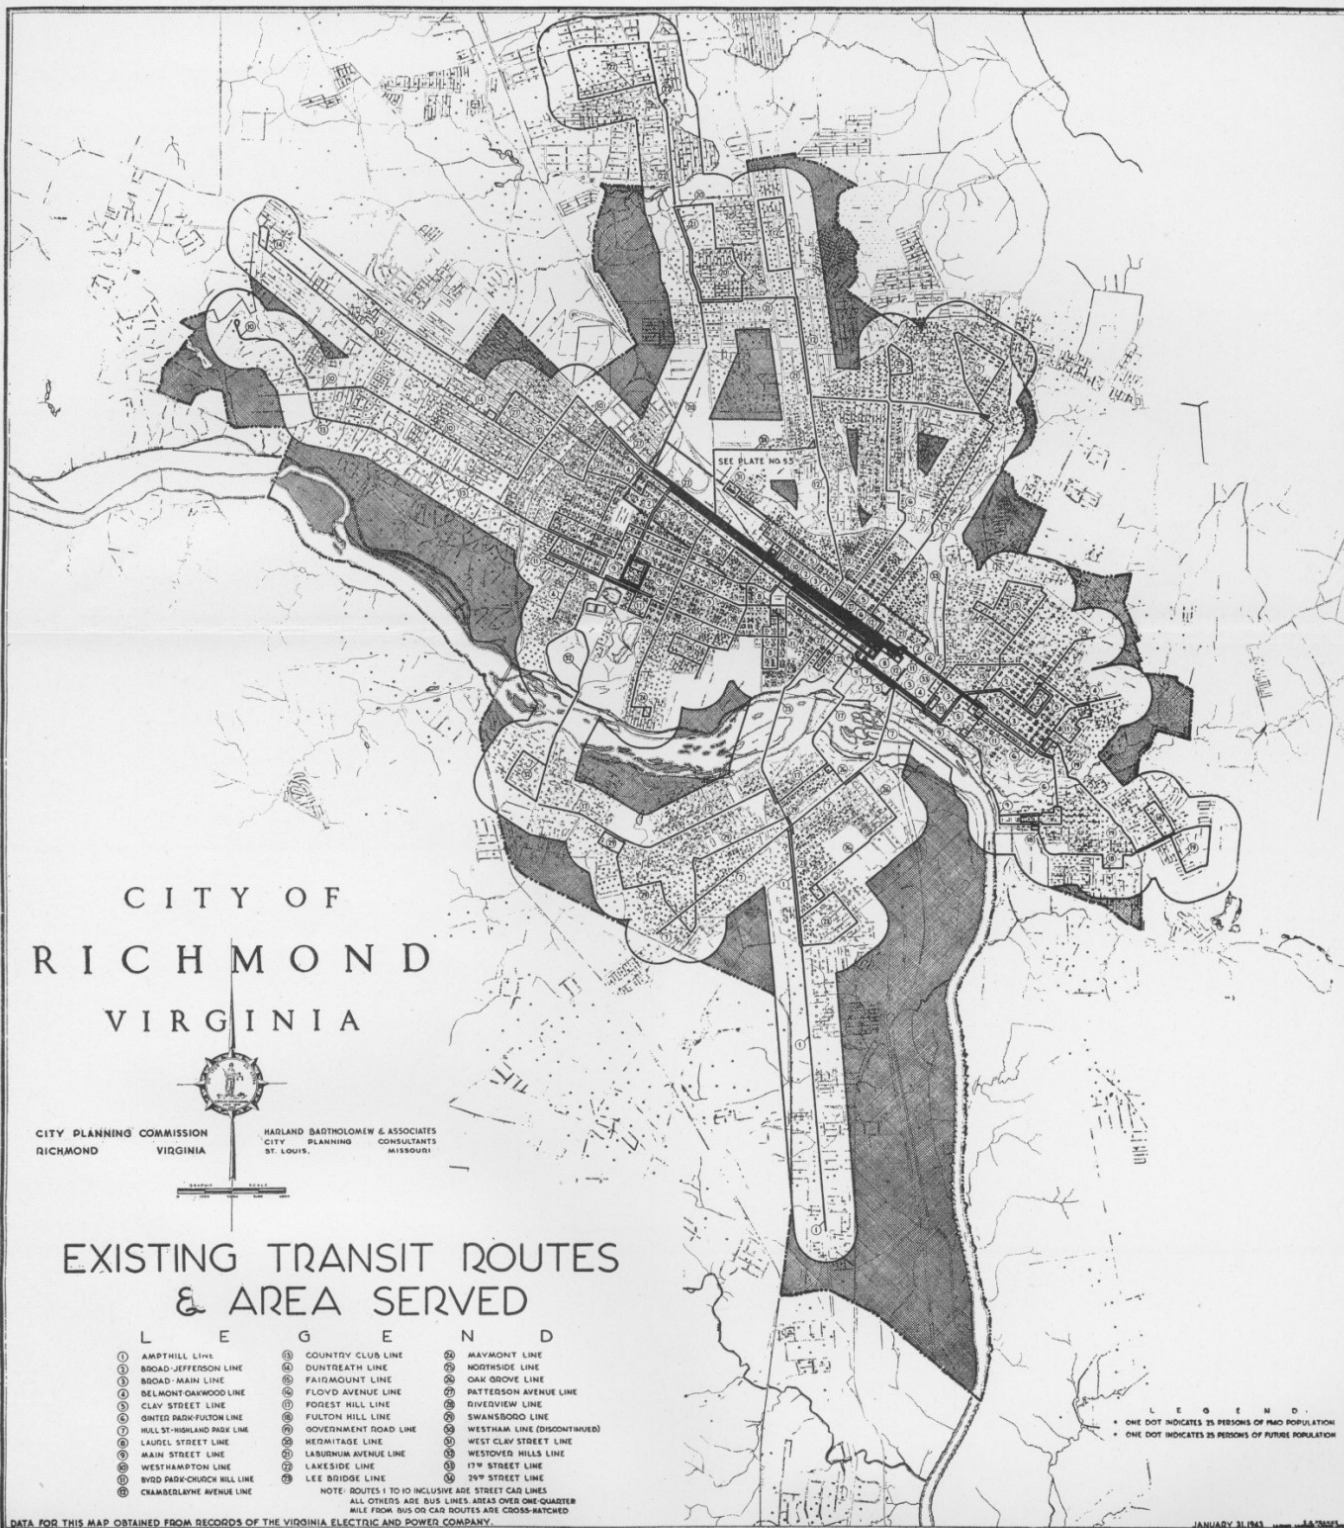 SEE PLATE NO. 55
CITY OF
RICHMOND
VIRGINIA
CITY PLANNING COMMISSION
RICHMOND VIRGINIA
HARLAND BARTHOLOMEW & ASSOCIATES
CITY PLANNING CONSULTANTS
ST. LOUIS, MISSOURI
GRAPHIC SCALE
EXISTING TRANSIT ROUTES
& AREA SERVED
LEGEND
1 AMPTHILL LINE
2 BROAD-JEFFERSON LINE
3 BROAD-MAIN LINE
4 BELMONT-OAKWOOD LINE
5 CLAY STREET LINE
6 GINTER PARK-FULTON LINE
7 HULL ST-HIGHLAND PARK LINE
8 LAUREL STREET LINE
9 MAIN STREET LINE
10 WESTHAMPTON LINE
11 BYRD PARK-CHURCH HILL LINE
12 CHAMBERLAYNE AVENUE LINE
13 COUNTRY CLUB LINE
14 DUNTREATH LINE
15 FAIRMOUNT LINE
16 FLOYD AVENUE LINE
17 FOREST HILL LINE
18 FULTON HILL LINE
19 GOVERNMENT ROAD LINE
20 HERMITAGE LINE
21 LABURNUM AVENUE LINE
22 LAKESIDE LINE
23 LEE BRIDGE LINE
24 MAYMONT LINE
25 NORTHSIDE LINE
26 OAK GROVE LINE
27 PATTERSON AVENUE LINE
28 RIVERVIEW LINE
29 SWANSBORO LINE
30 WESTHAM LINE (DISCONTINUED)
31 WEST CLAY STREET LINE
32 WESTOVER HILLS LINE
33 17TH STREET LINE
34 29TH STREET LINE
NOTE: ROUTES 1 TO 10 INCLUSIVE ARE STREET CAR LINES
ALL OTHERS ARE BUS LINES. AREAS OVER ONE-QUARTER
MILE FROM BUS OR CAR ROUTES ARE CROSS-HATCHED
LEGEND
ONE DOT INDICATES 25 PERSONS OF 1940 POPULATION
ONE DOT INDICATES 25 PERSONS OF FUTURE POPULATION
DATA FOR THIS MAP OBTAINED FROM RECORDS OF THE VIRGINIA ELECTRIC AND POWER COMPANY.
JANUARY 31, 1943